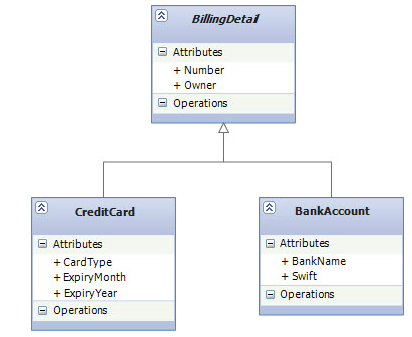 BillingDetail
Attributes
+ Number
+ Owner
Operations
CreditCard
Attributes
+ CardType
+ ExpiryMonth
+ ExpiryYear
Operations
BankAccount
Attributes
+ BankName
+ Swift
Operations